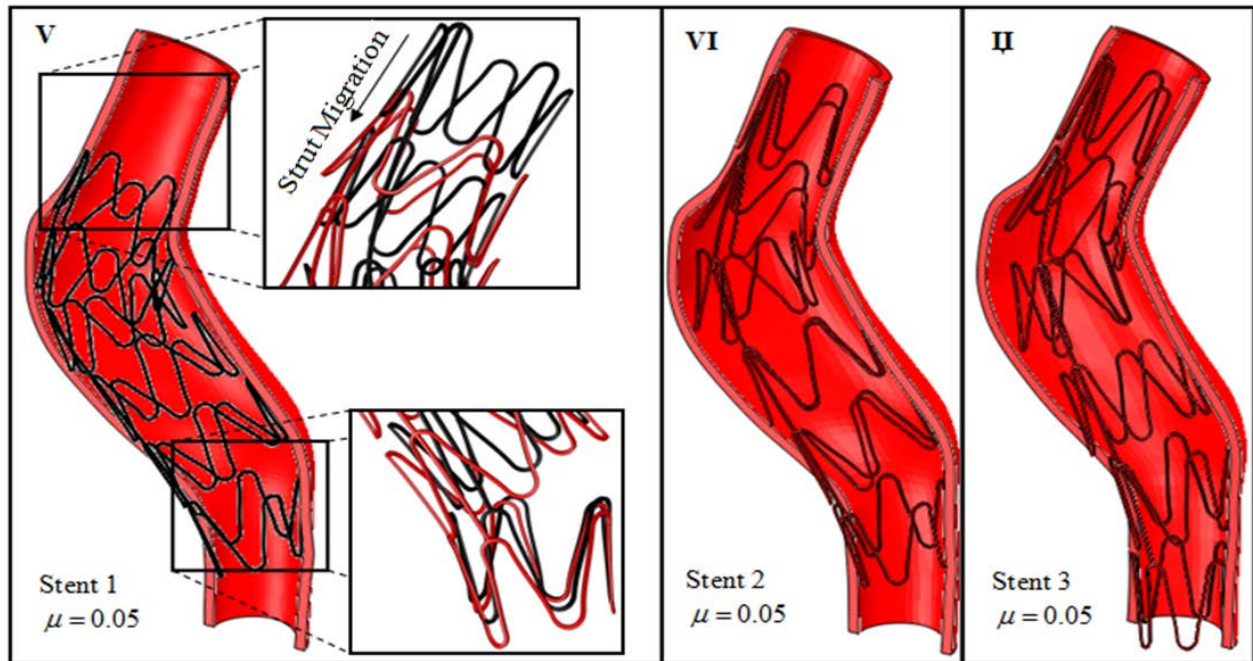 V
Strut Migration
Stent 1
μ = 0.05
VI
Stent 2
μ = 0.05
Stent 3
μ = 0.05